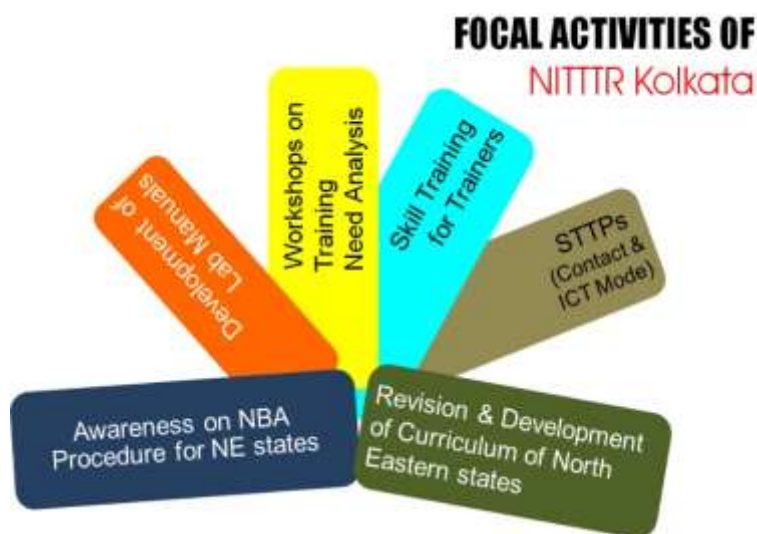 FOCAL ACTIVITIES OF
NITTTR Kolkata
Development of
Lab Manuals
Workshops on
Training
Need Analysis
Skill Training
for Trainers
STTPs
(Contact &
ICT Mode)
Awareness on NBA
Procedure for NE states
Revision & Development
of Curriculum of North
Eastern states